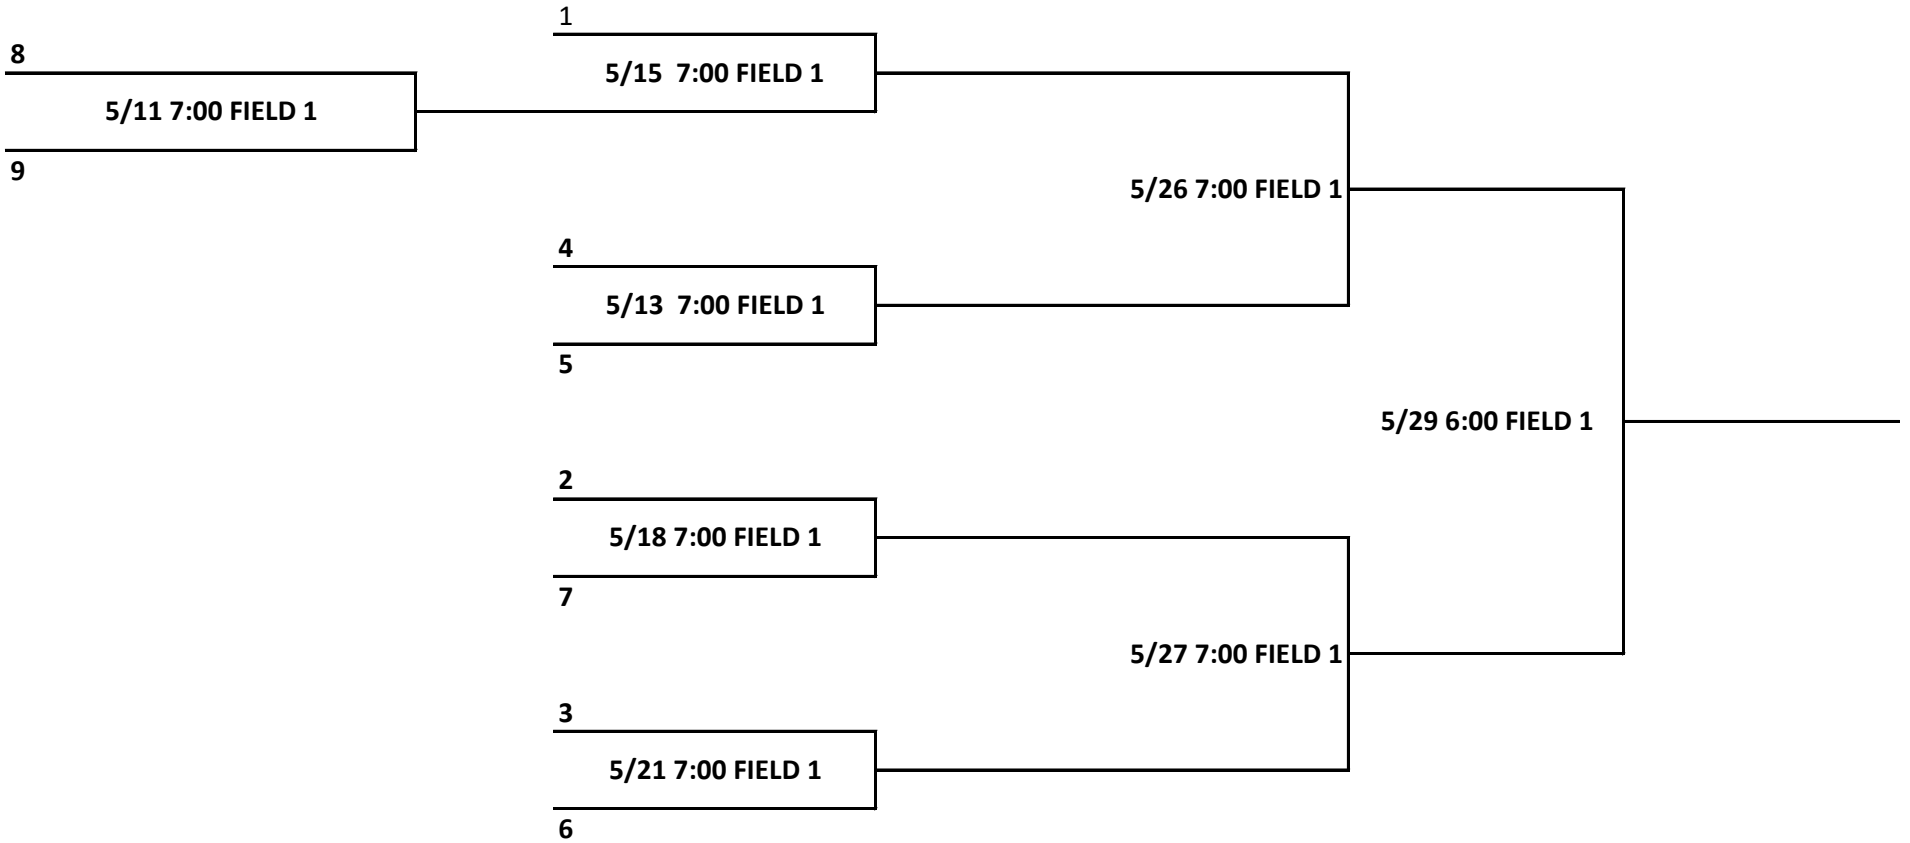 1
8
5/15  7:00 FIELD 1
5/11 7:00 FIELD 1
9
5/26 7:00 FIELD 1
4
5/13  7:00 FIELD 1
5
5/29 6:00 FIELD 1
2
5/18 7:00 FIELD 1
7
5/27 7:00 FIELD 1
3
5/21 7:00 FIELD 1
6